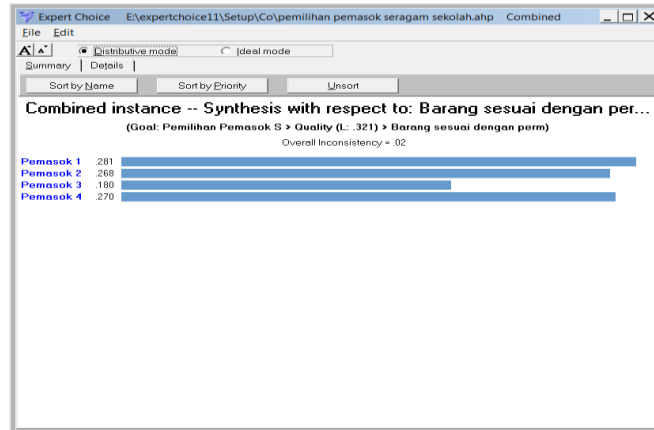 Expert Choice E:\expertchoice11\Setup\Co\pemilihan pemasok seragam sekolah.ahp Combined
File Edit
A A Distributive mode Ideal mode
Summary Details
Sort by Name Sort by Priority Unsort
Combined instance -- Synthesis with respect to: Barang sesuai dengan per...
(Goal: Pemilihan Pemasok S > Quality (L: .321) > Barang sesuai dengan perm)
Overall Inconsistency = .02
Pemasok 1 .281
Pemasok 2 .268
Pemasok 3 .180
Pemasok 4 .270